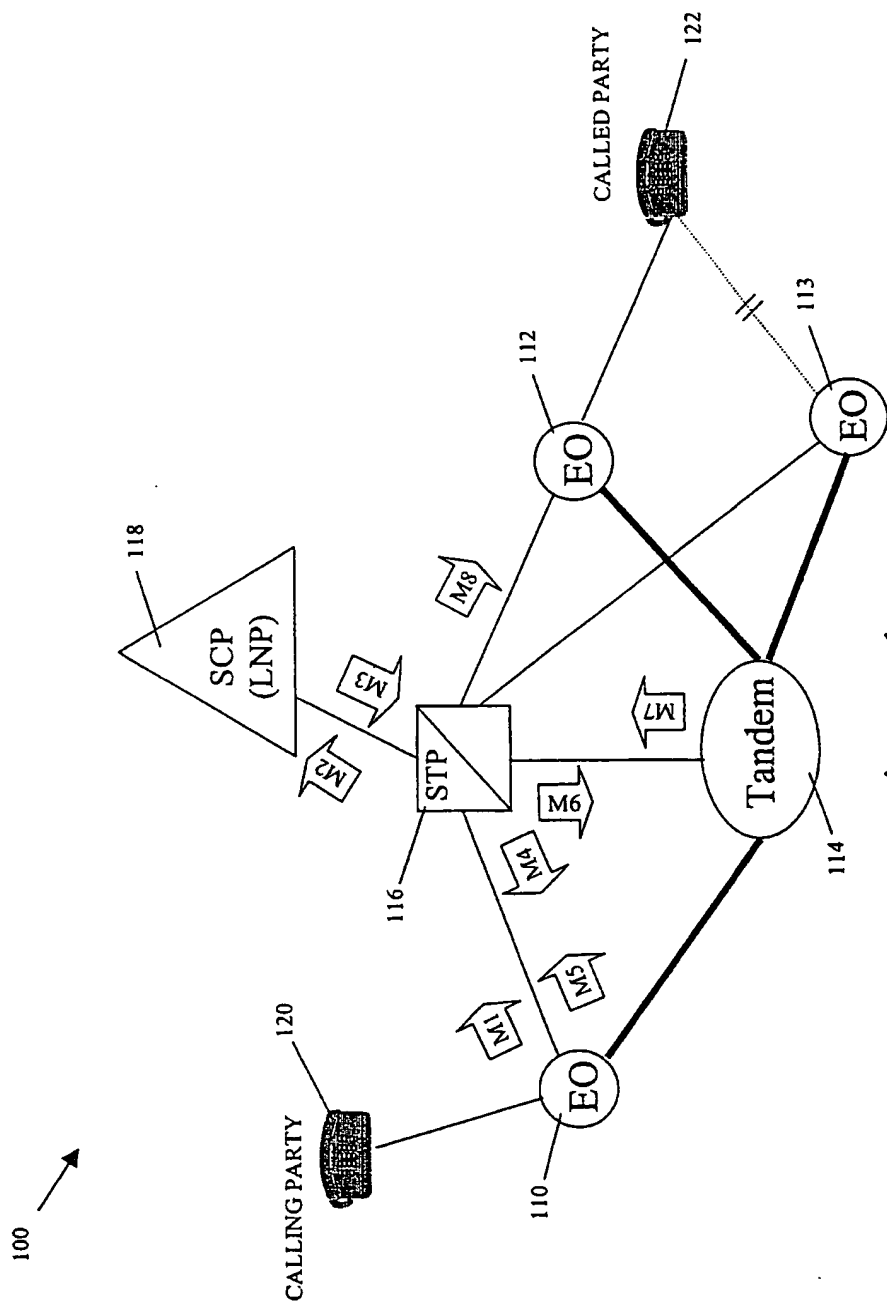 100
CALLING PARTY
120
EO
110
M1
M5
M4
116
STP
M2
M3
SCP
(LNP)
118
M6
M7
Tandem
114
M8
EO
112
EO
113
CALLED PARTY
122